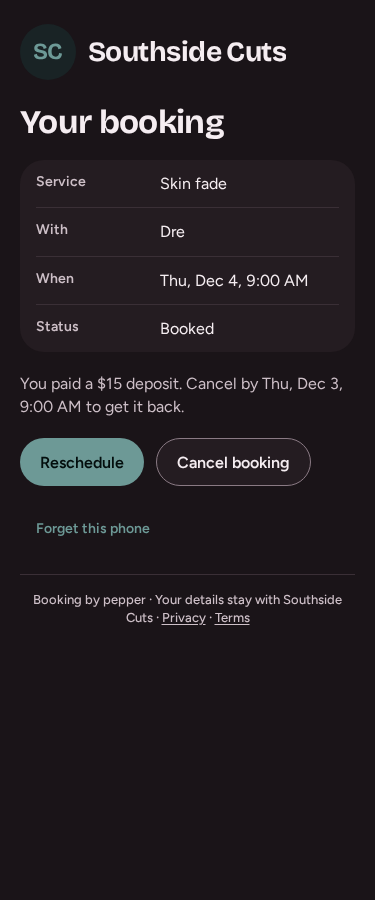 SC
Southside Cuts
Your booking
Service Skin fade
With Dre
When Thu, Dec 4, 9:00 AM
Status Booked
You paid a $15 deposit. Cancel by Thu, Dec 3,
9:00 AM to get it back.
Reschedule Cancel booking
Forget this phone
Booking by pepper · Your details stay with Southside
Cuts · Privacy · Terms